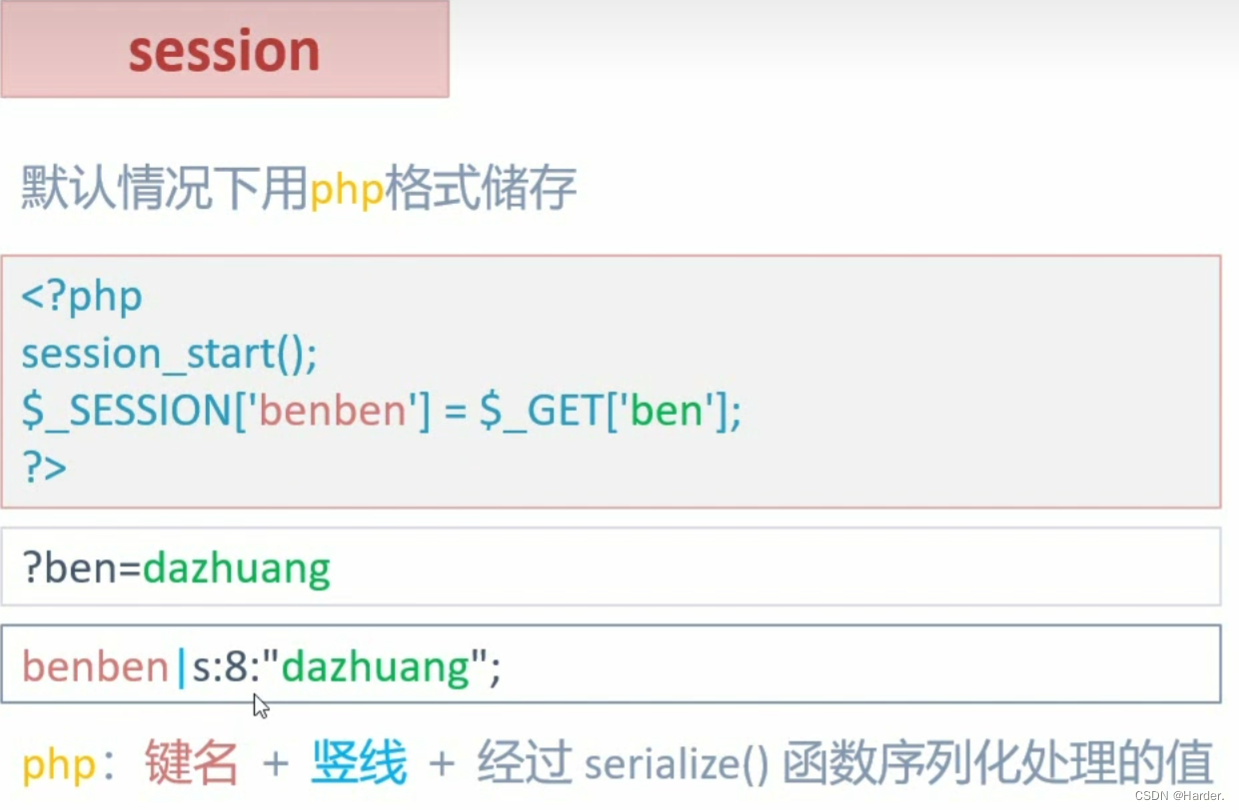 session
默认情况下用php格式储存
<?php
session_start();
$_SESSION['benben'] = $_GET['ben'];
?>
?ben=dazhuang
benben|s:8:"dazhuang";
php：键名 + 竖线 + 经过 serialize() 函数序列化处理的值
CSDN @Harder.